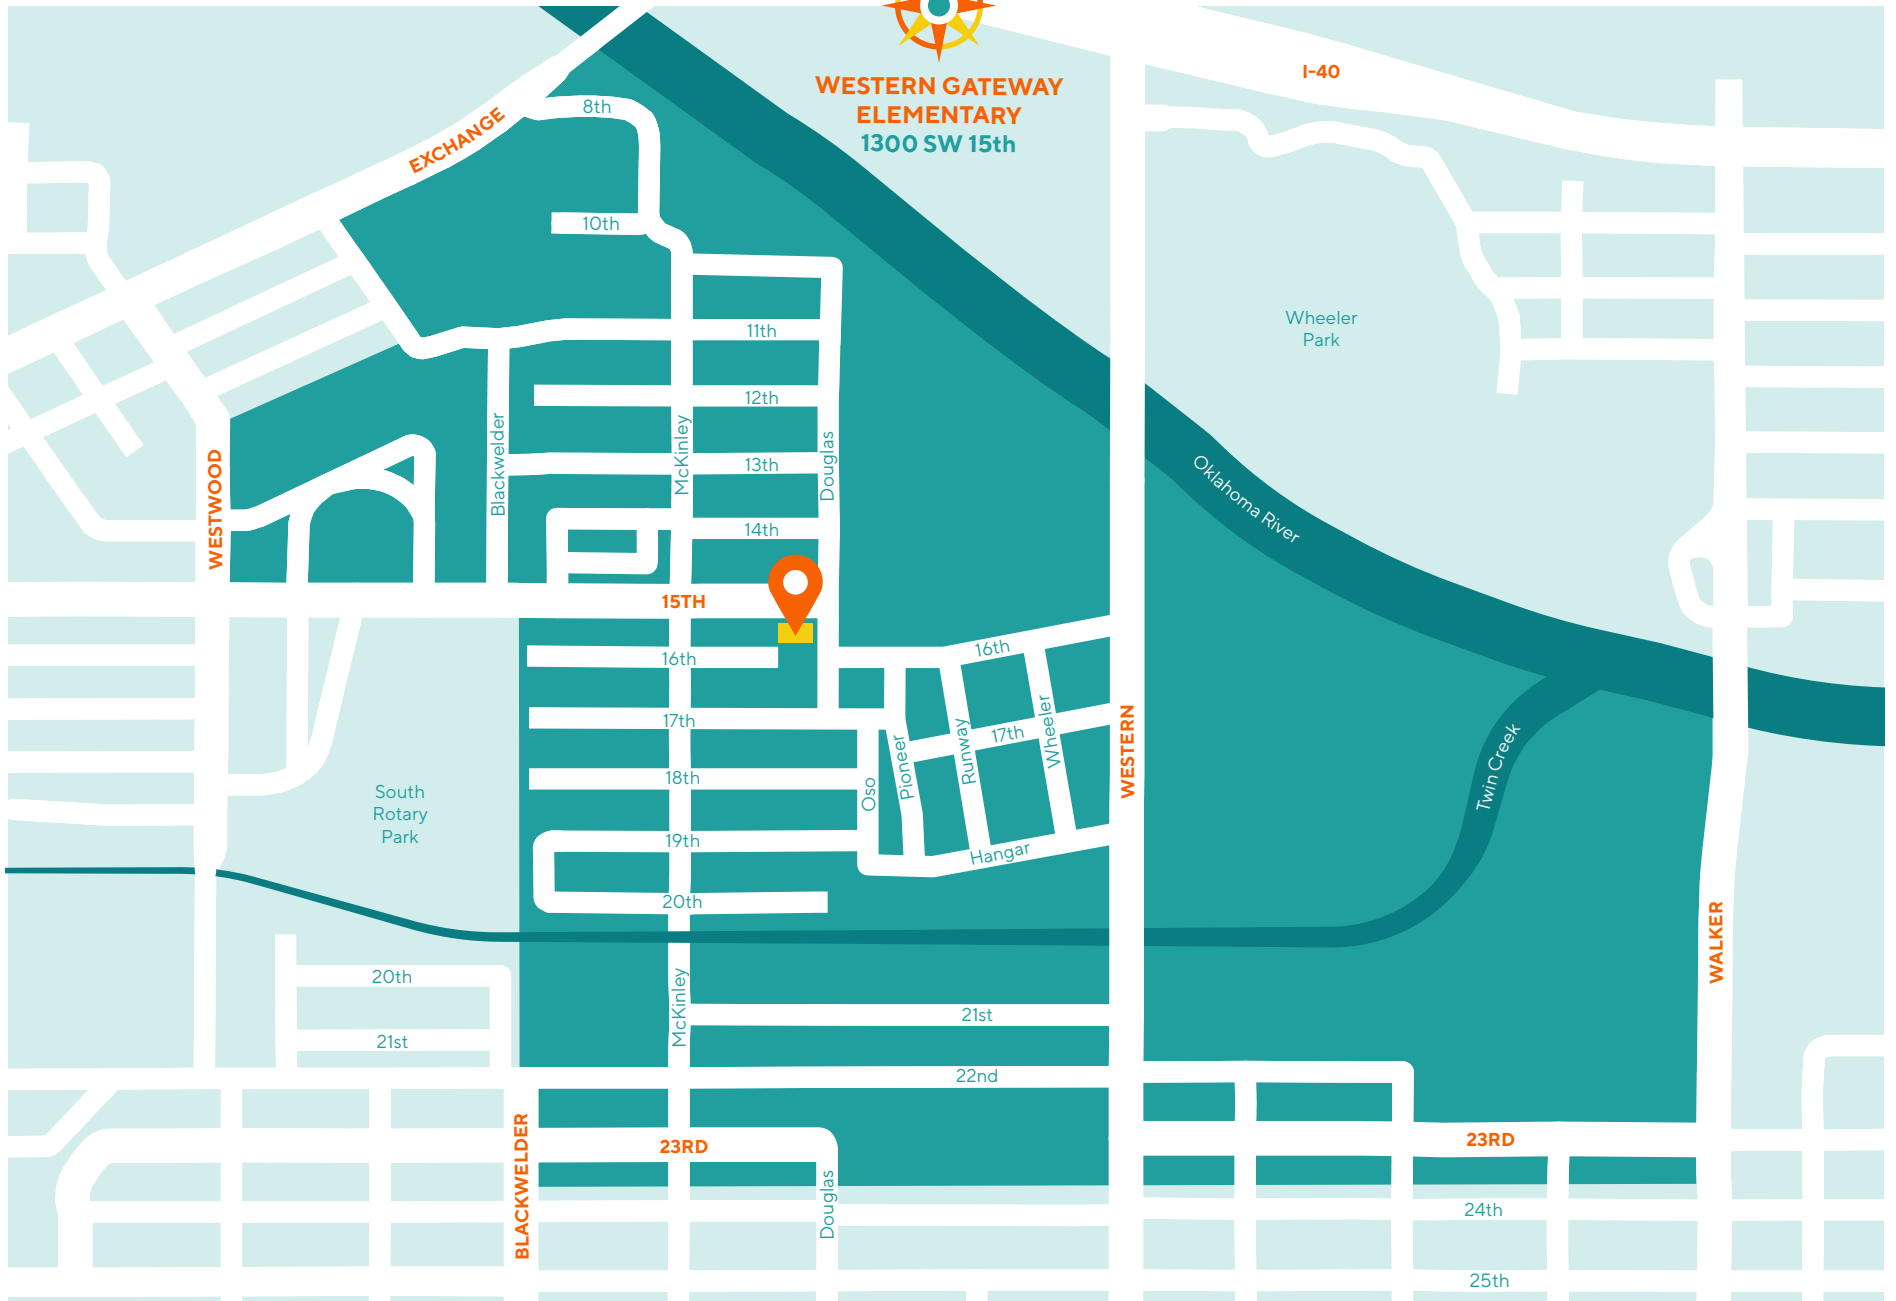 WESTERN GATEWAY
ELEMENTARY
1300 SW 15th
I-40
EXCHANGE
8th
10th
11th
12th
13th
14th
Blackwelder
McKinley
Douglas
WESTWOOD
Wheeler
Park
Oklahoma River
15TH
16th
16th
17th
17th
18th
19th
20th
Oso
Pioneer
Runway
Wheeler
Hangar
WESTERN
Twin Creek
South
Rotary
Park
WALKER
20th
21st
McKinley
21st
22nd
BLACKWELDER
23RD
23RD
Douglas
24th
25th